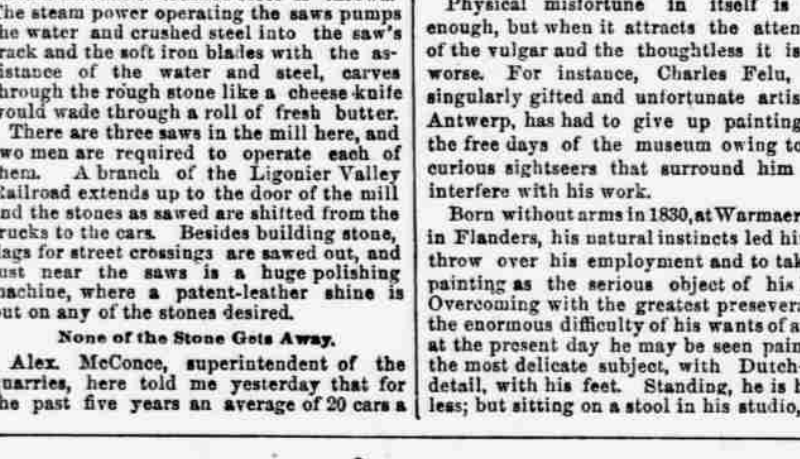 The steam power operating the saws pumps
he water and crushed steel into the saw's
rack and the soft iron blades with the as-
istance of the water and steel, carves
hrough the rough stone like a cheese knife
would wade through a roll of fresh butter.
There are three saws in the mill here, and
wo men are required to operate each of
hem. A branch of the Ligonier Valley
Railroad extends up to the door of the mill
nd the stones as sawed are shifted from the
rucks to the cars. Besides building stone,
lags for street crossings are sawed out, and
ust near the saws is a huge polishing
machine, where a patent-leather shine is
out on any of the stones desired.
None of the Stone Gets Away.
Alex. McConce, superintendent of the
quarries, here told me yesterday that for
he past five years an average of 20 cars a
Physical misfortune in itself is
enough, but when it attracts the atten
of the vulgar and the thoughtless it is
worse. For instance, Charles Felu,
singularly gifted and unfortunate artis
Antwerp, has had to give up painting
the free days of the museum owing to
curious sightseers that surround him
interfere with his work.
Born without arms in 1830, at Warmaer
in Flanders, his natural instincts led hi
throw over his employment and to tak
painting as the serious object of his
Overcoming with the greatest presever
the enormous difficulty of his wants of a
at the present day he may be seen pain
the most delicate subject, with Dutch-
detail, with his feet. Standing, he is h
less; but sitting on a stool in his studio,